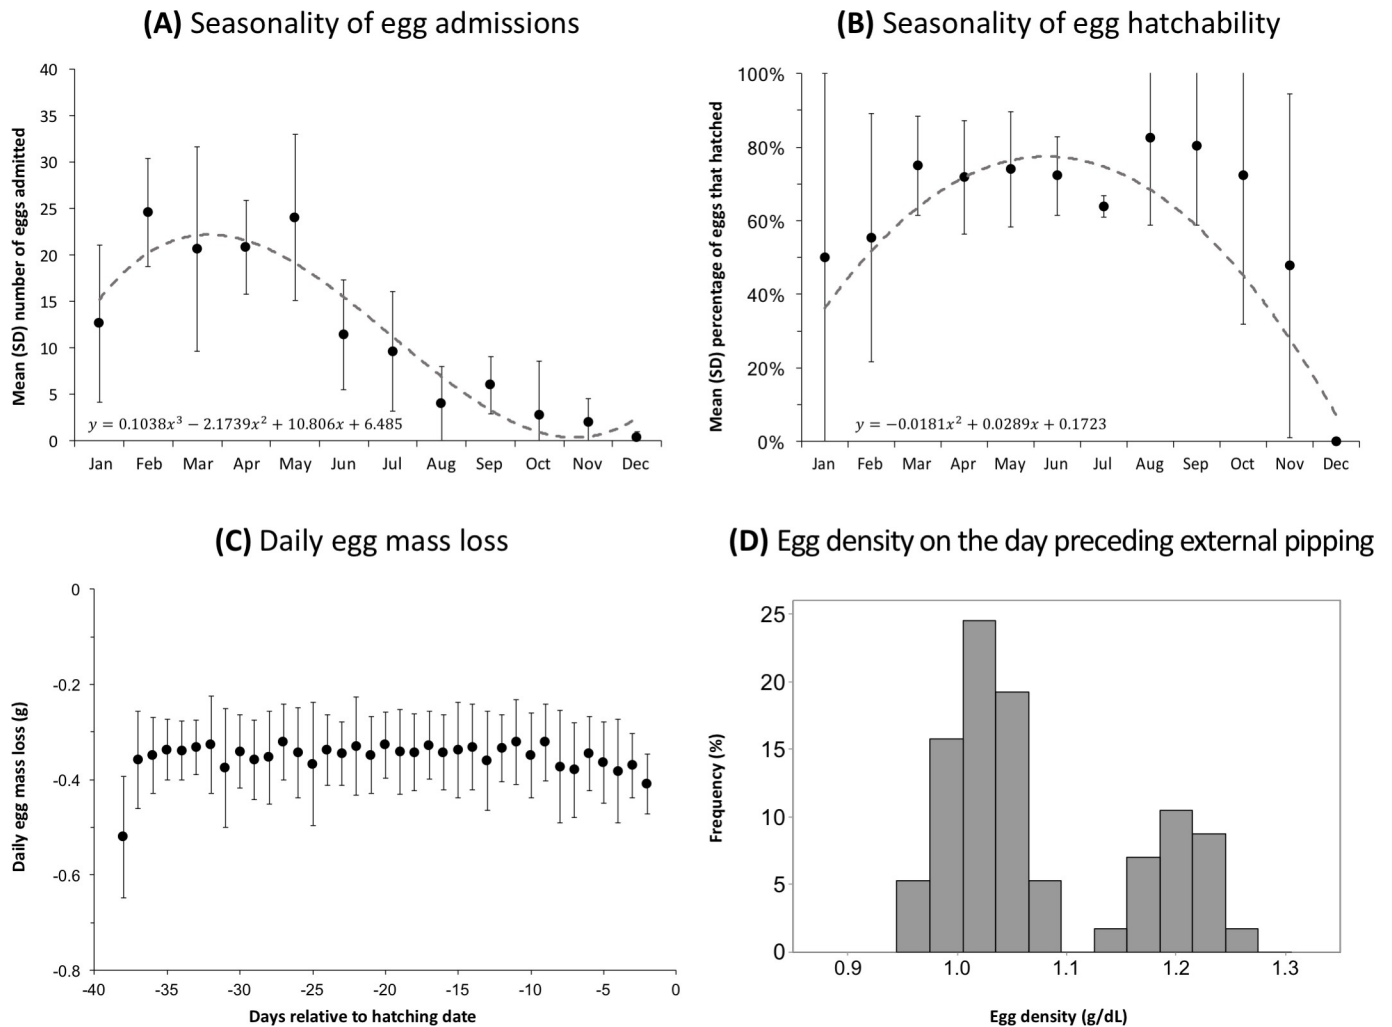 (A) Seasonality of egg admissions
Mean (SD) number of eggs admitted
40
35
30
25
20
15
10
5
0
y = 0.1038x³ − 2.1739x² + 10.806x + 6.485
Jan Feb Mar Apr May Jun Jul Aug Sep Oct Nov Dec
(B) Seasonality of egg hatchability
Mean (SD) percentage of eggs that hatched
100%
80%
60%
40%
20%
0%
y = −0.0181x² + 0.0289x + 0.1723
Jan Feb Mar Apr May Jun Jul Aug Sep Oct Nov Dec
(C) Daily egg mass loss
Daily egg mass loss (g)
0
-0.2
-0.4
-0.6
-0.8
-40 -35 -30 -25 -20 -15 -10 -5 0
Days relative to hatching date
(D) Egg density on the day preceding external pipping
Frequency (%)
25
20
15
10
5
0
0.9 1.0 1.1 1.2 1.3
Egg density (g/dL)